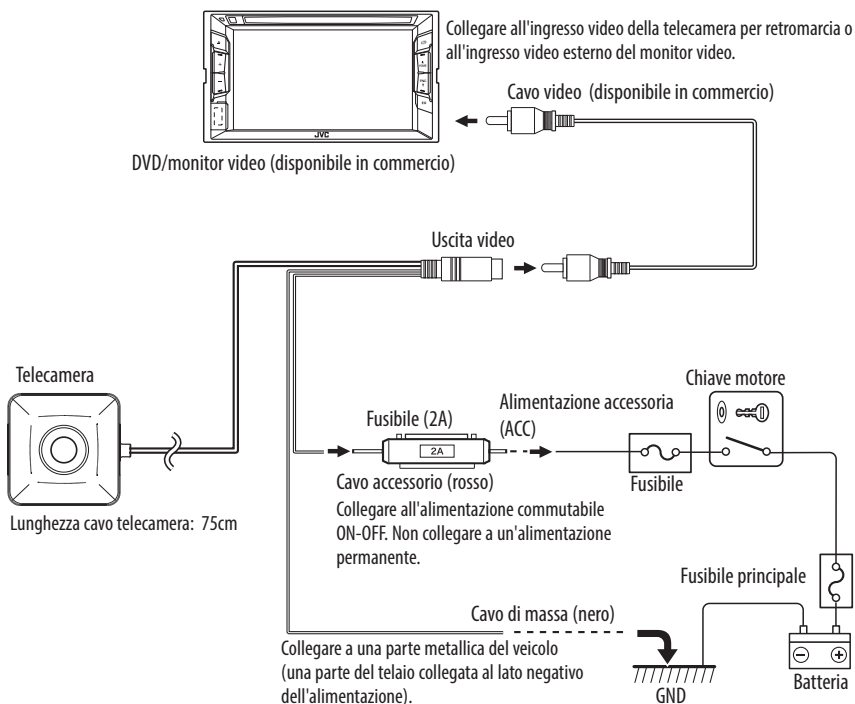 Collegare all'ingresso video della telecamera per retromarcia o
all'ingresso video esterno del monitor video.
Cavo video (disponibile in commercio)
JVC
DVD/monitor video (disponibile in commercio)
Uscita video
Telecamera
Lunghezza cavo telecamera: 75cm
Fusibile (2A)
2A
Cavo accessorio (rosso)
Collegare all'alimentazione commutabile
ON-OFF. Non collegare a un'alimentazione
permanente.
Alimentazione accessoria
(ACC)
Fusibile
Chiave motore
Fusibile principale
Cavo di massa (nero)
Collegare a una parte metallica del veicolo
(una parte del telaio collegata al lato negativo
dell'alimentazione).
GND
Batteria